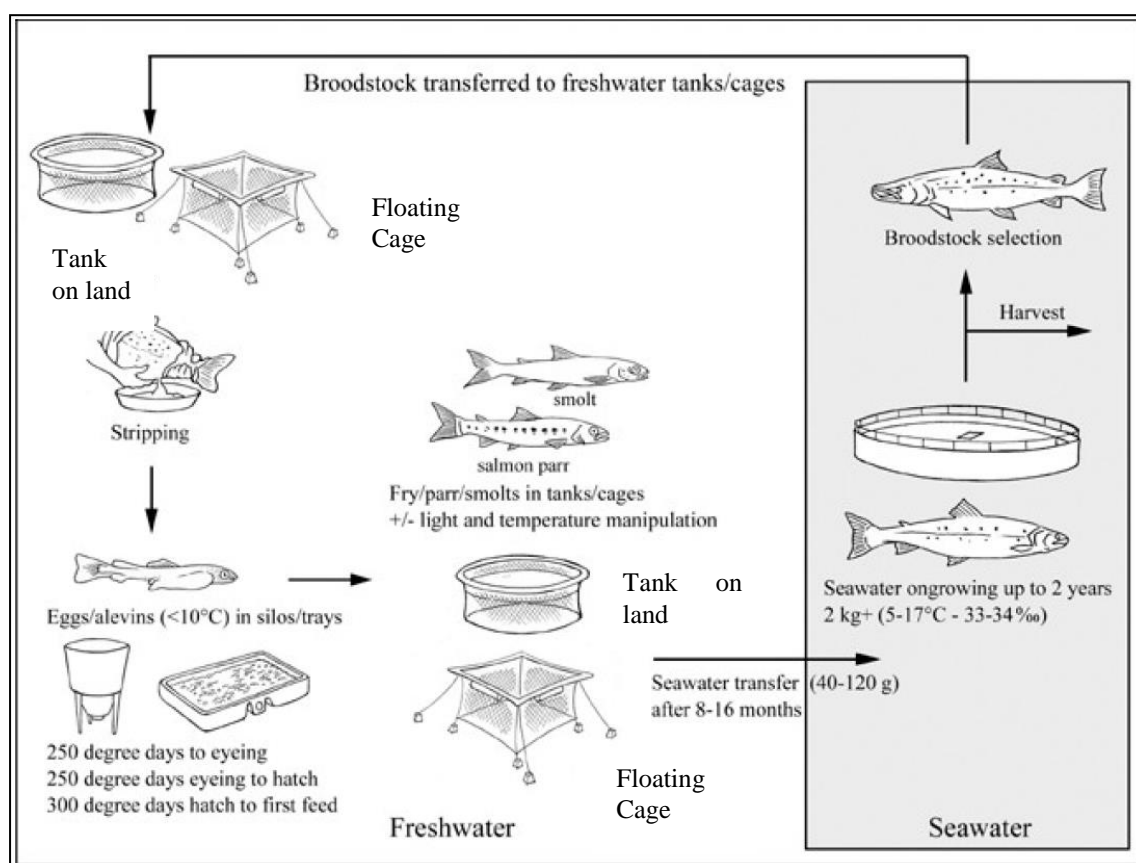 Broodstock transferred to freshwater tanks/cages
Floating
Cage
Tank
on land
Stripping
Eggs/alevins (<10°C) in silos/trays
250 degree days to eyeing
250 degree days eyeing to hatch
300 degree days hatch to first feed
smolt
salmon parr
Fry/parr/smolts in tanks/cages
+/- light and temperature manipulation
Tank on
land
Floating
Cage
Freshwater
Seawater transfer (40-120 g)
after 8-16 months
Broodstock selection
Harvest
Seawater ongrowing up to 2 years
2 kg+ (5-17°C - 33-34‰)
Seawater